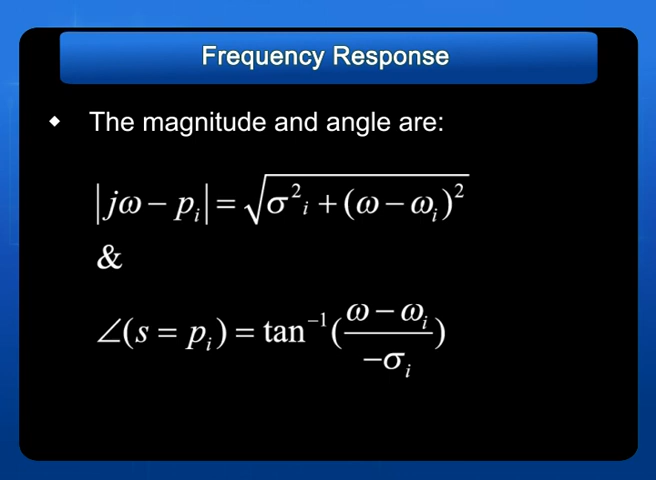 Frequency Response
The magnitude and angle are:
|jω − pᵢ| = √(σ²ᵢ + (ω − ωᵢ)²)
&
∠(s = pᵢ) = tan⁻¹((ω − ωᵢ)/(−σᵢ))